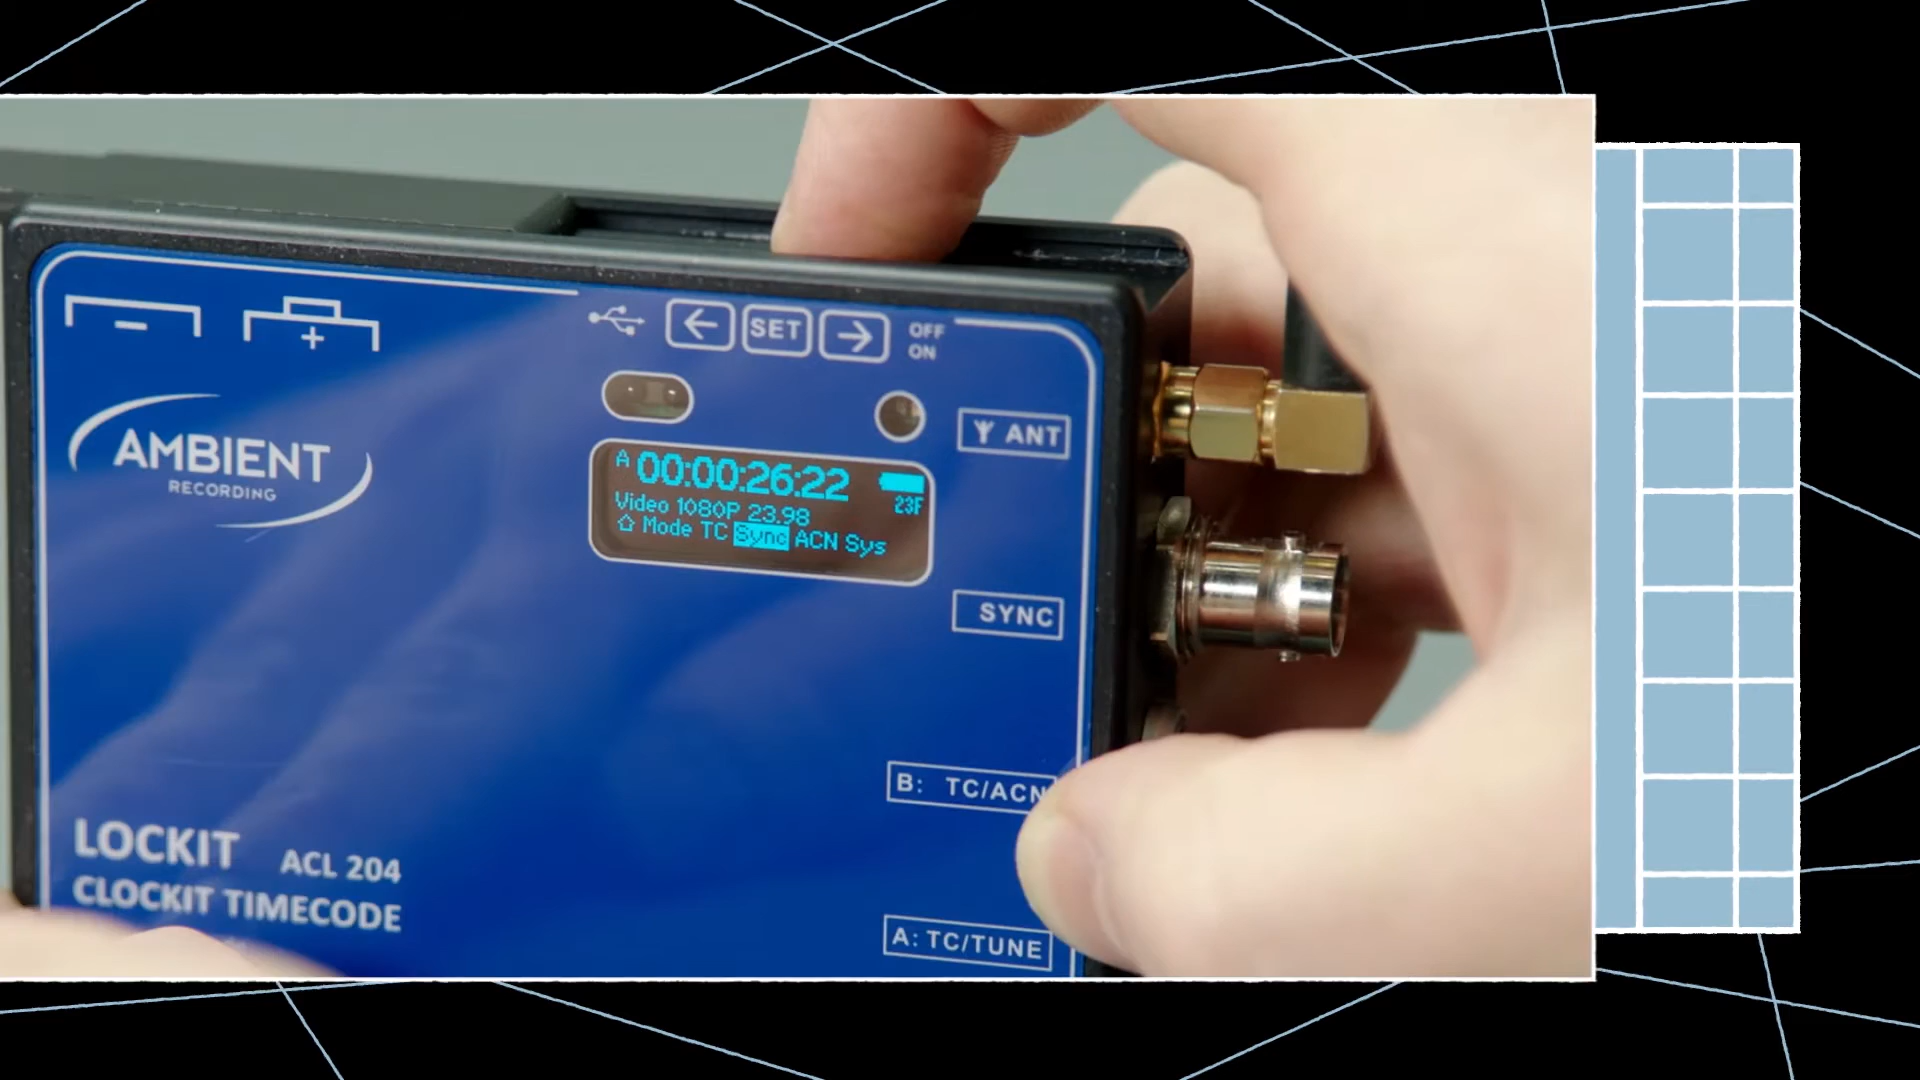 - +
← SET →
OFF
ON
AMBIENT
RECORDING
ANT
A 00:00:26:22
23F
Video 1080P 23.98
Mode TC Sync ACN Sys
SYNC
B: TC/ACN
LOCKIT ACL 204
CLOCKIT TIMECODE
A: TC/TUNE